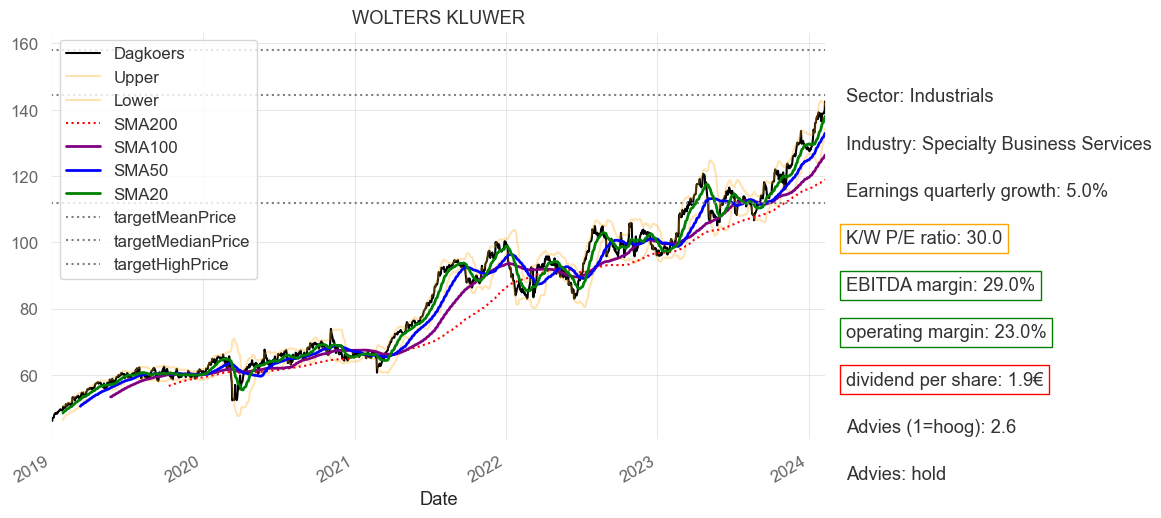 WOLTERS KLUWER
160
140
120
100
80
60
Dagkoers
Upper
Lower
SMA200
SMA100
SMA50
SMA20
targetMeanPrice
targetMedianPrice
targetHighPrice
2019
2020
2021
2022
2023
2024
Date
Sector: Industrials
Industry: Specialty Business Services
Earnings quarterly growth: 5.0%
K/W P/E ratio: 30.0
EBITDA margin: 29.0%
operating margin: 23.0%
dividend per share: 1.9€
Advies (1=hoog): 2.6
Advies: hold